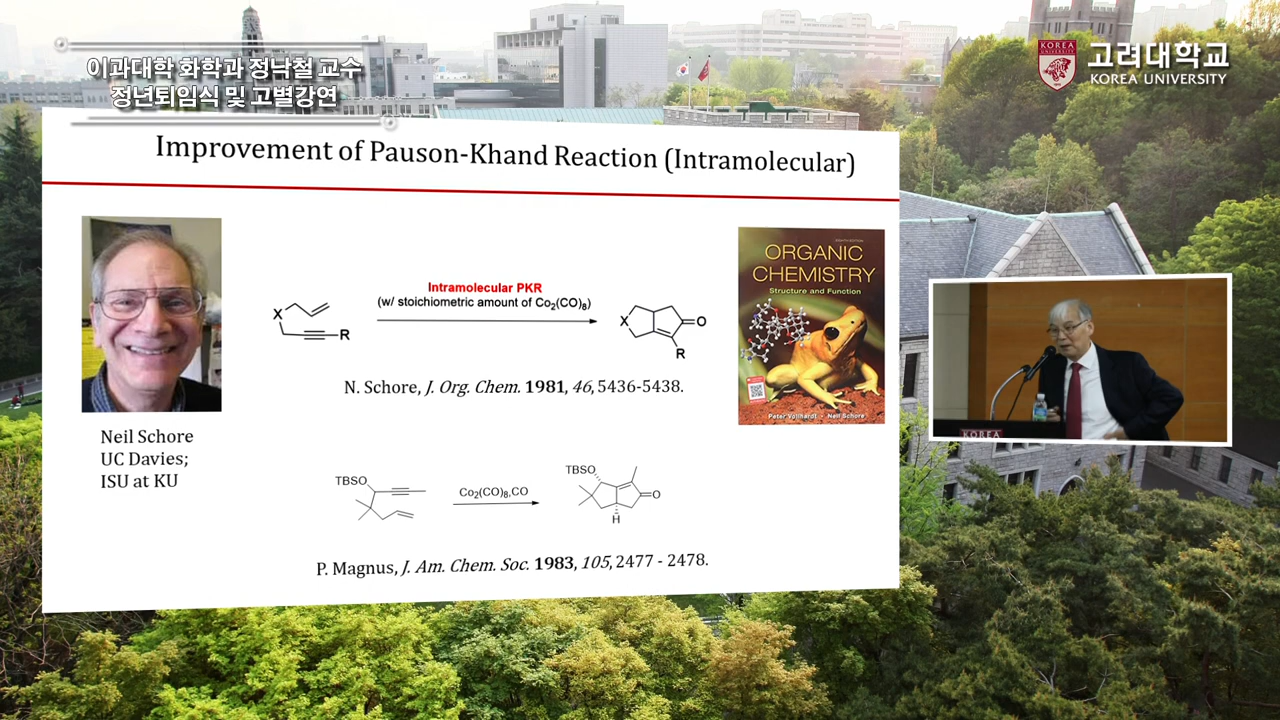 이과대학 화학과 정낙철 교수
정년퇴임식 및 고별강연
KOREA
UNIVERSITY
고려대학교
KOREA UNIVERSITY
Improvement of Pauson-Khand Reaction (Intramolecular)
Intramolecular PKR
(w/ stoichiometric amount of Co2(CO)8)
X
R
X
O
R
N. Schore, J. Org. Chem. 1981, 46, 5436-5438.
ORGANIC
CHEMISTRY
Structure and Function
Peter Vollhardt • Neil Schore
Neil Schore
UC Davies;
ISU at KU
TBSO
Co2(CO)8,CO
TBSO
O
H
P. Magnus, J. Am. Chem. Soc. 1983, 105, 2477 - 2478.
KOREA